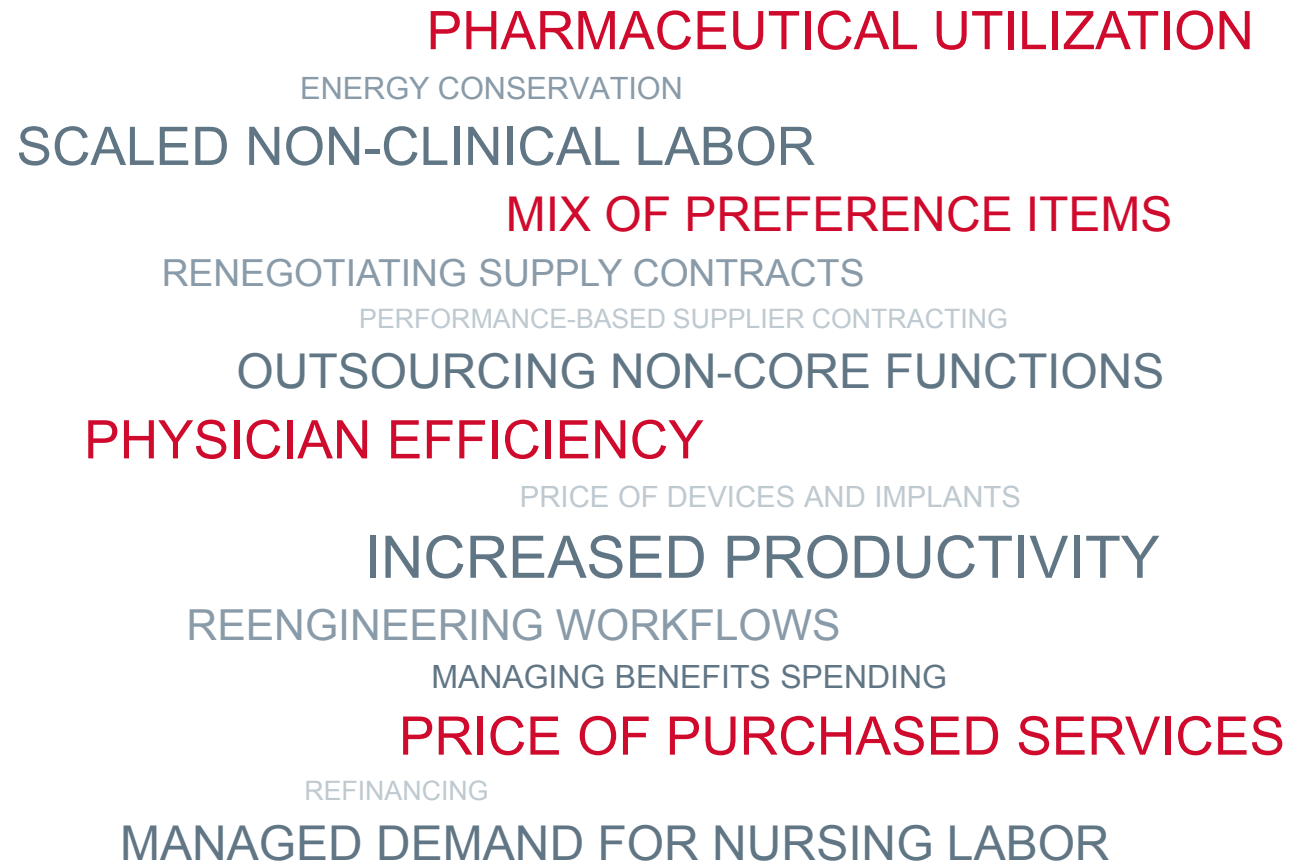 PHARMACEUTICAL UTILIZATION
ENERGY CONSERVATION
SCALED NON-CLINICAL LABOR
MIX OF PREFERENCE ITEMS
RENEGOTIATING SUPPLY CONTRACTS
PERFORMANCE-BASED SUPPLIER CONTRACTING
OUTSOURCING NON-CORE FUNCTIONS
PHYSICIAN EFFICIENCY
PRICE OF DEVICES AND IMPLANTS
INCREASED PRODUCTIVITY
REENGINEERING WORKFLOWS
MANAGING BENEFITS SPENDING
PRICE OF PURCHASED SERVICES
REFINANCING
MANAGED DEMAND FOR NURSING LABOR